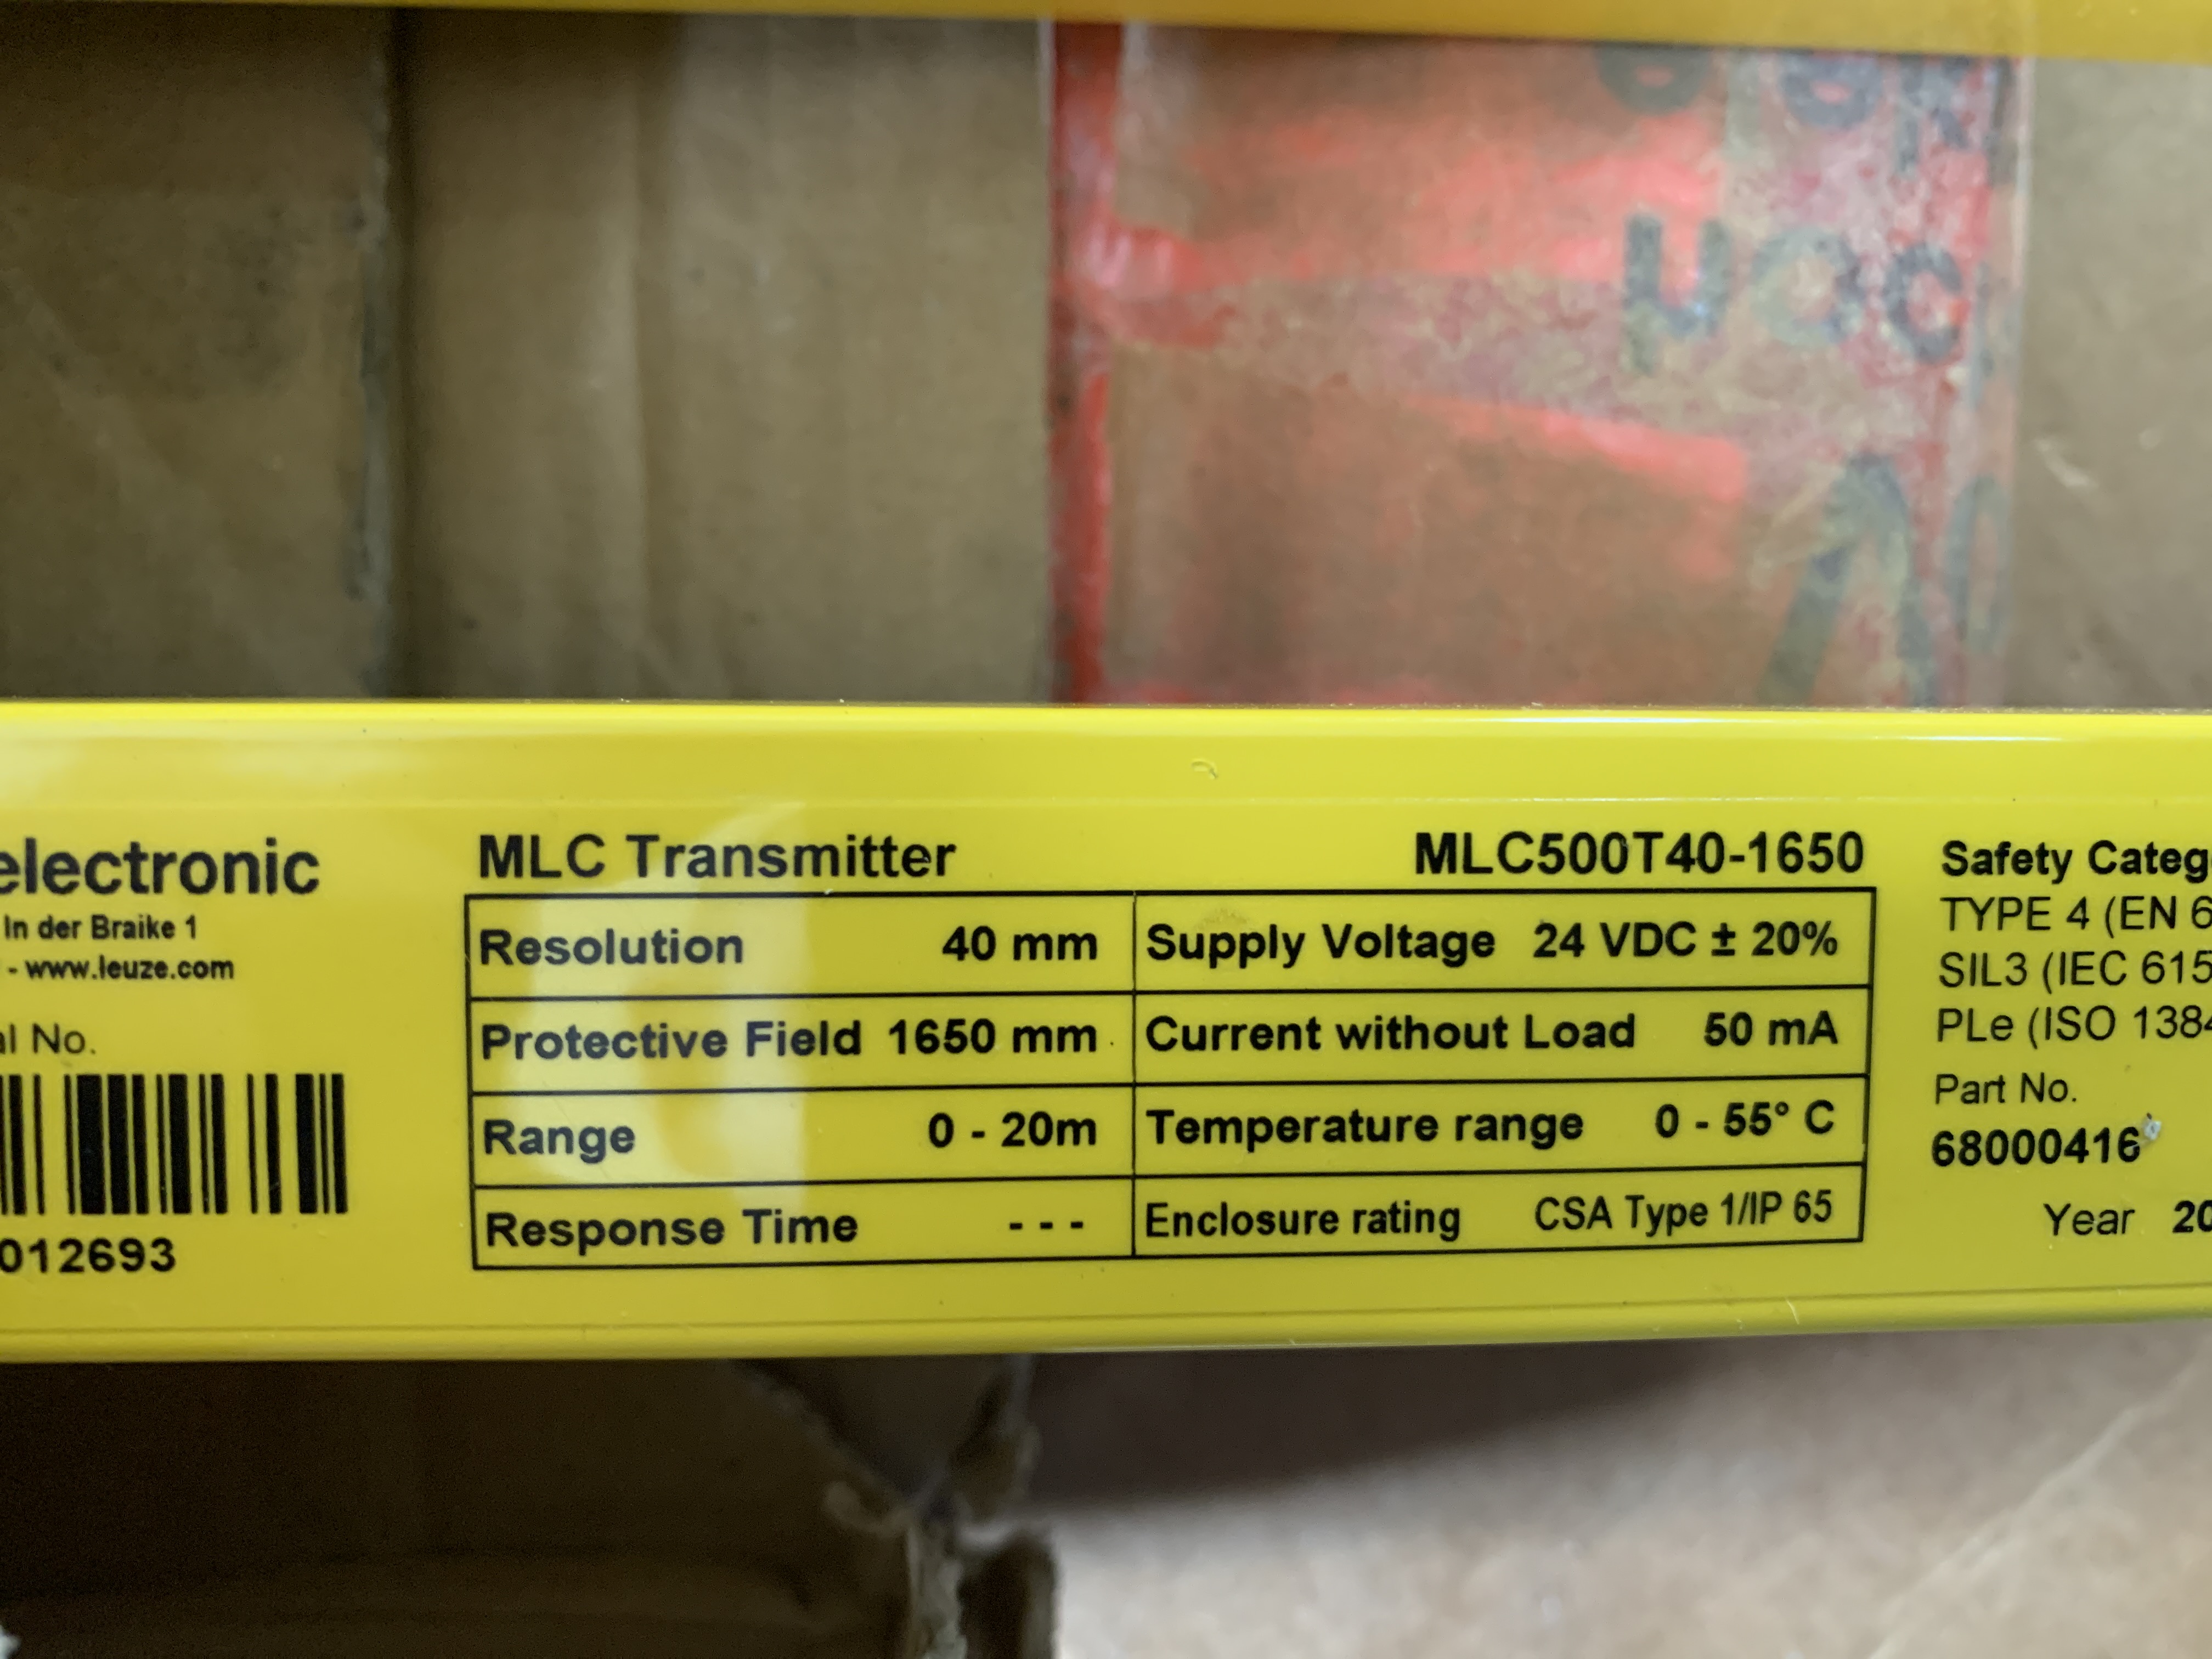 electronic
In der Braike 1
- www.leuze.com
al No.
012693
MLC Transmitter MLC500T40-1650
Resolution 40 mm Supply Voltage 24 VDC ± 20%
Protective Field 1650 mm Current without Load 50 mA
Range 0 - 20m Temperature range 0 - 55° C
Response Time - - - Enclosure rating CSA Type 1/IP 65
Safety Categ
TYPE 4 (EN 6
SIL3 (IEC 615
PLe (ISO 1384
Part No.
68000416
Year 20